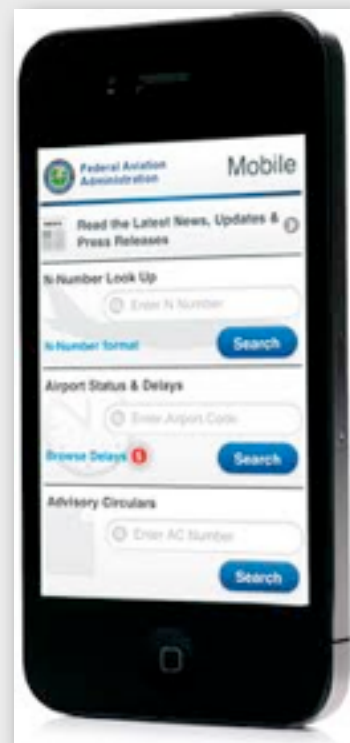 Federal Aviation
Administration
Mobile
Read the Latest News, Updates &
Press Releases
N-Number Look Up
Enter N Number
N-Number format
Search
Airport Status & Delays
Enter Airport Code
Browse Delays
Search
Advisory Circulars
Enter AC Number
Search